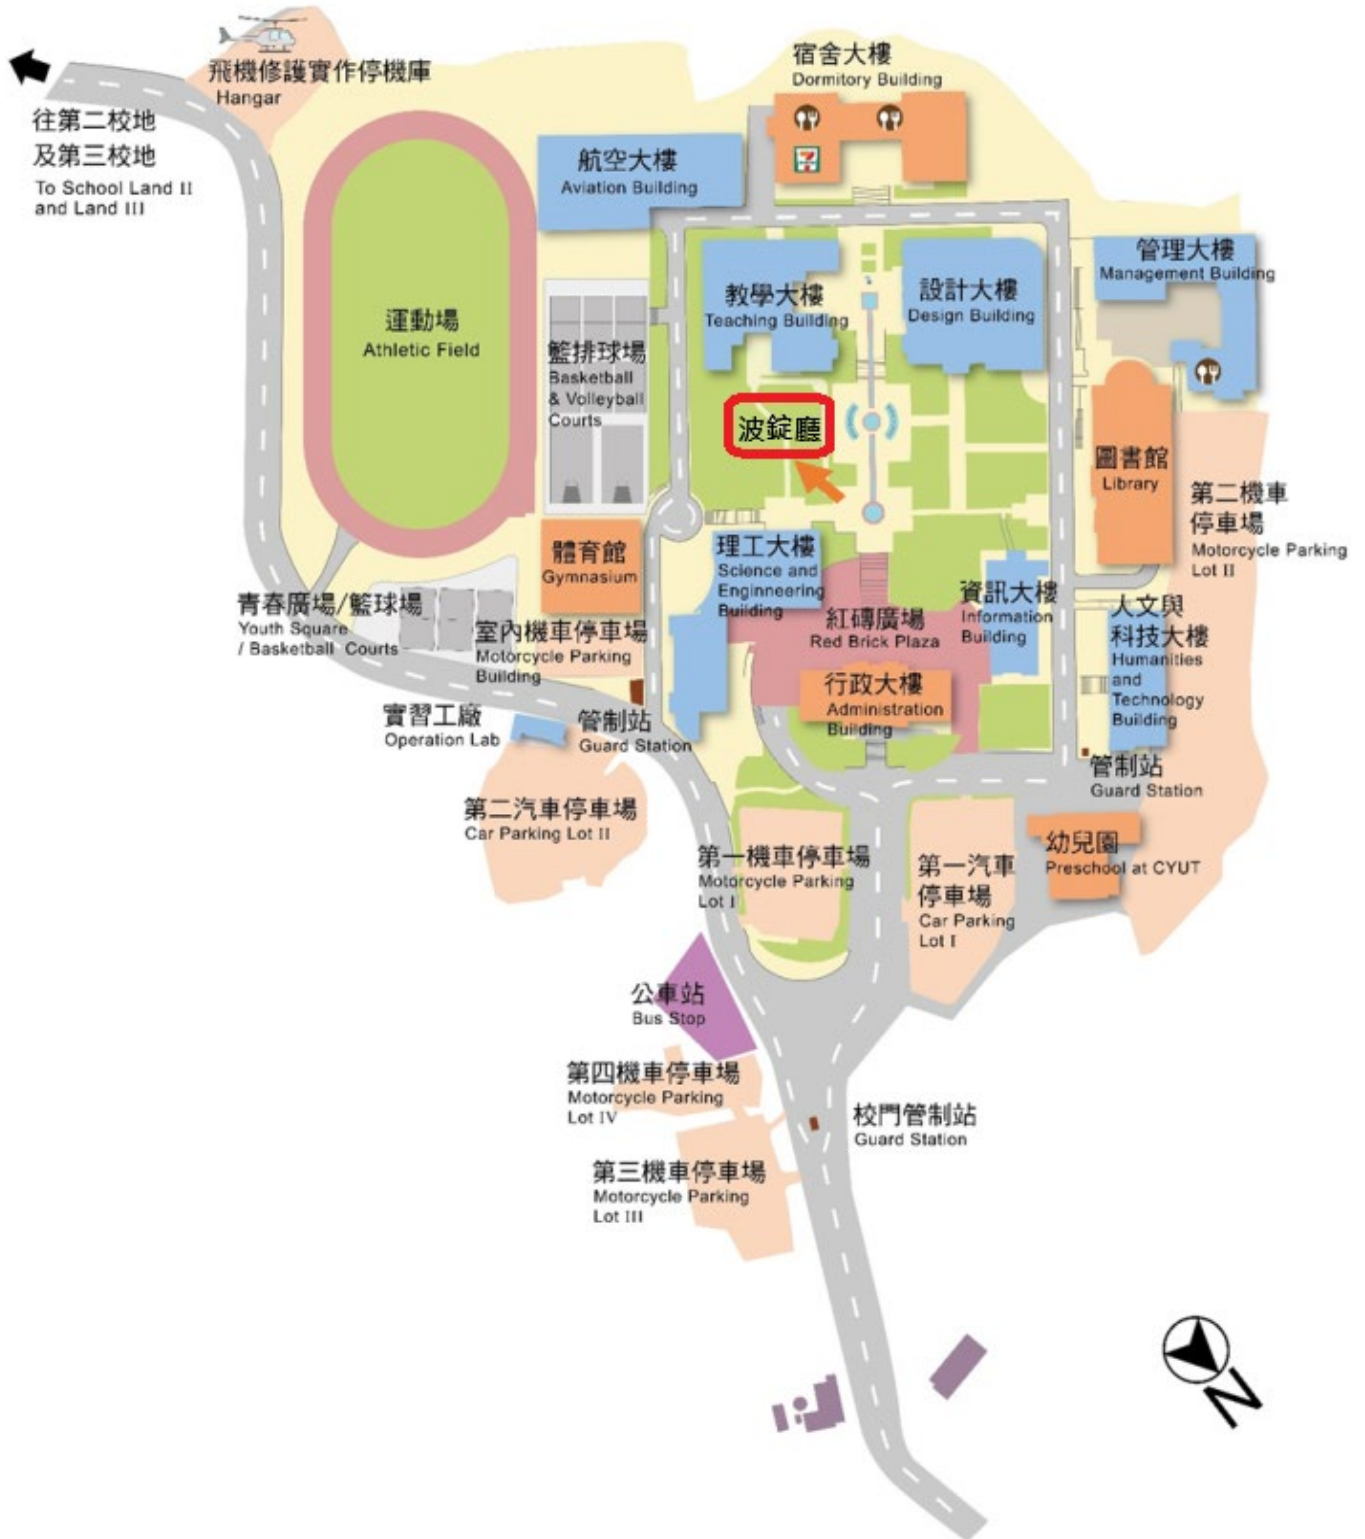 宿舍大樓
Dormitory Building
飛機修護實作停機庫
Hangar
往第二校地
及第三校地
To School Land II
and Land III
航空大樓
Aviation Building
管理大樓
Management Building
教學大樓
Teaching Building
設計大樓
Design Building
運動場
Athletic Field
籃排球場
Basketball
& Volleyball
Courts
波錠廳
圖書館
Library
第二機車
停車場
Motorcycle Parking
Lot II
體育館
Gymnasium
理工大樓
Science and
Enginneering
Building
資訊大樓
Information
Building
人文與
科技大樓
Humanities
and
Technology
Building
青春廣場/籃球場
Youth Square
/ Basketball Courts
室內機車停車場
Motorcycle Parking
Building
紅磚廣場
Red Brick Plaza
行政大樓
Administration
Building
實習工廠
Operation Lab
管制站
Guard Station
管制站
Guard Station
第二汽車停車場
Car Parking Lot II
第一機車停車場
Motorcycle Parking
Lot I
第一汽車
停車場
Car Parking
Lot I
幼兒園
Preschool at CYUT
公車站
Bus Stop
第四機車停車場
Motorcycle Parking
Lot IV
校門管制站
Guard Station
第三機車停車場
Motorcycle Parking
Lot III
N